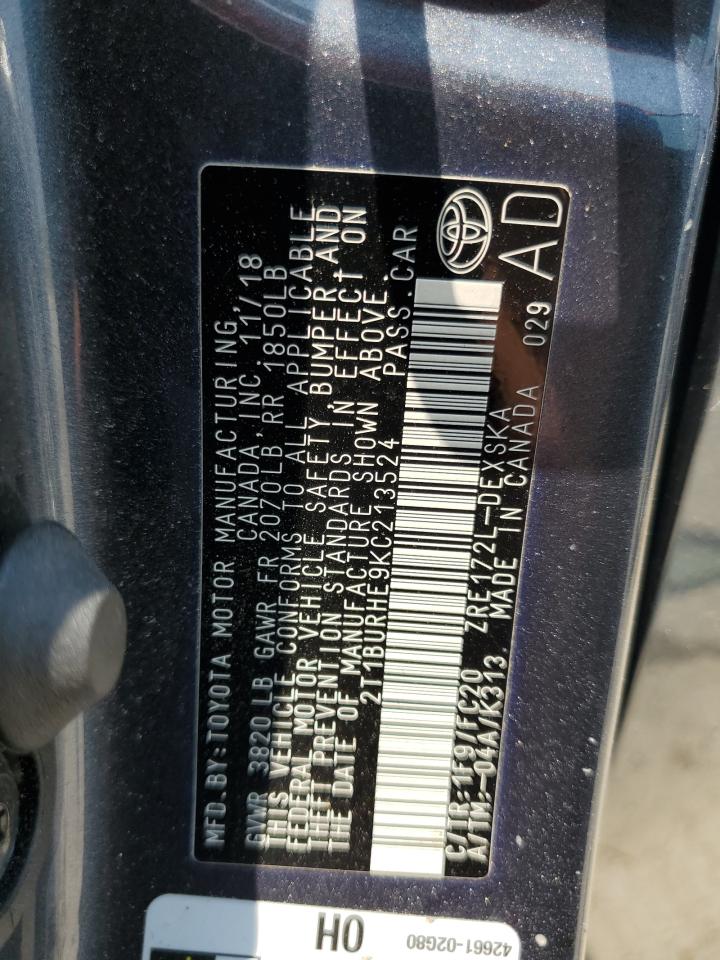 MFD.BY:TOYOTA MOTOR MANUFACTURING,
CANADA,INC. 11/18
GVWR 3820 LB GAWR FR 2070LB RR 1850LB
THIS VEHICLE CONFORMS TO ALL APPLICABLE
FEDERAL MOTOR VEHICLE SAFETY, BUMPER AND
THEFT PREVENTION STANDARDS IN EFFECT ON
THE DATE OF MANUFACTURE SHOWN ABOVE.
2T1BURHE9KC213524 PASS.CAR
C/TR: 1F9/FC20 ZRE172L-DEXSKA
A/TM:-04A/K313. MADE IN CANADA 029
AD
0H
42661-02G80